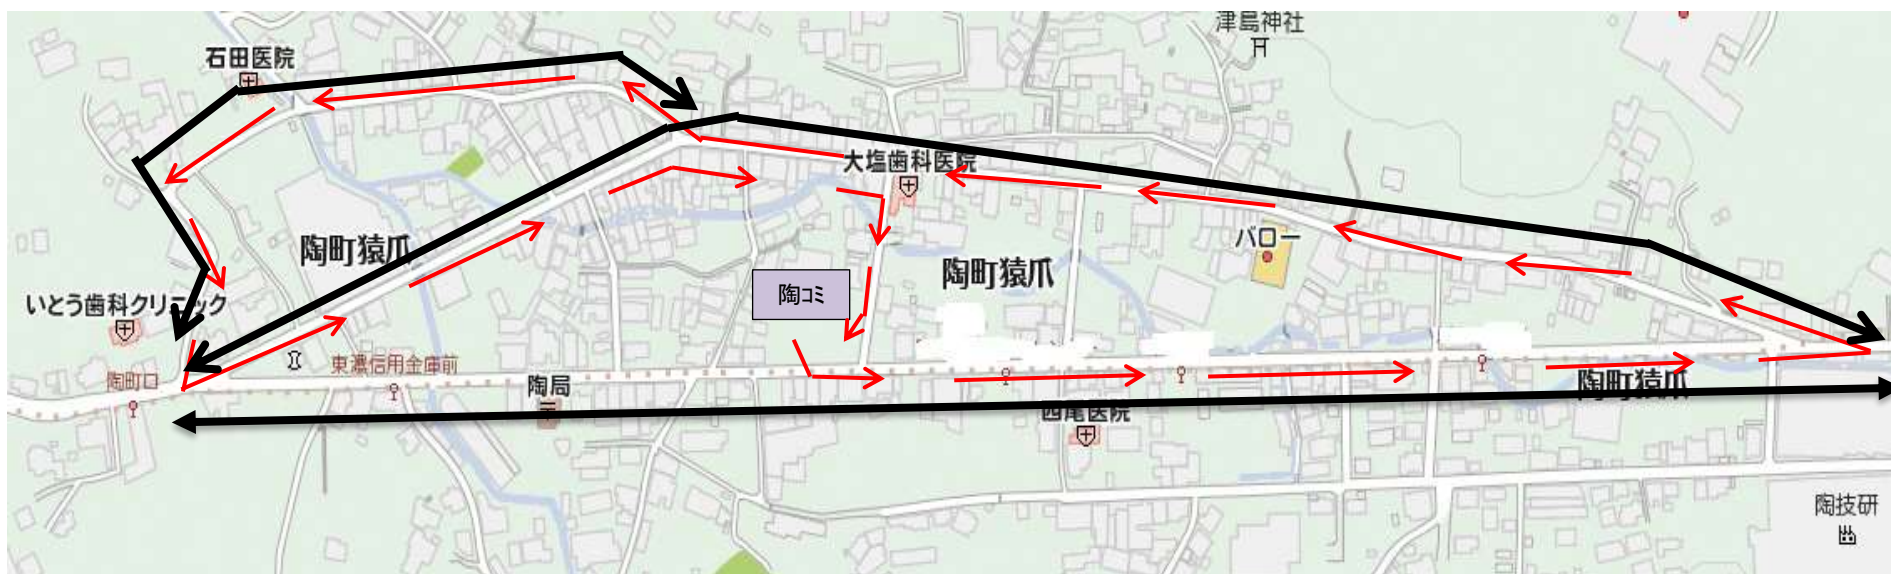 津島神社
石田医院
大塩歯科医院
陶町猿爪
バロー
陶町猿爪
陶コミ
いとう歯科クリニック
東濃信用金庫前
陶町口
陶局
陶町猿爪
西尾医院
陶技研